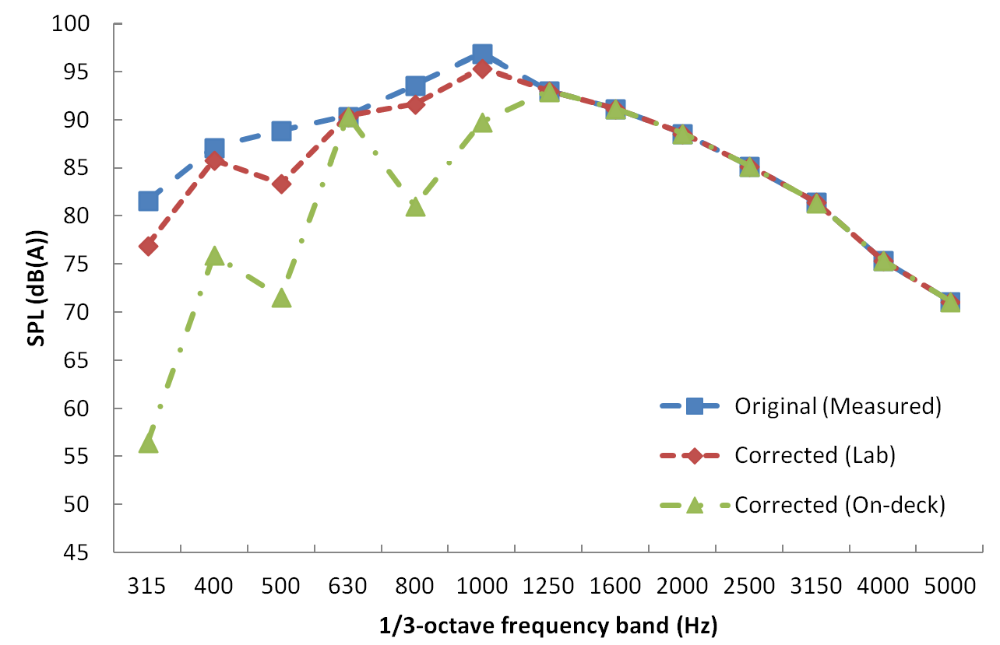 100
95
90
85
80
75
70
65
60
55
50
45
SPL (dB(A))
Original (Measured)
Corrected (Lab)
Corrected (On-deck)
315 400 500 630 800 1000 1250 1600 2000 2500 3150 4000 5000
1/3-octave frequency band (Hz)